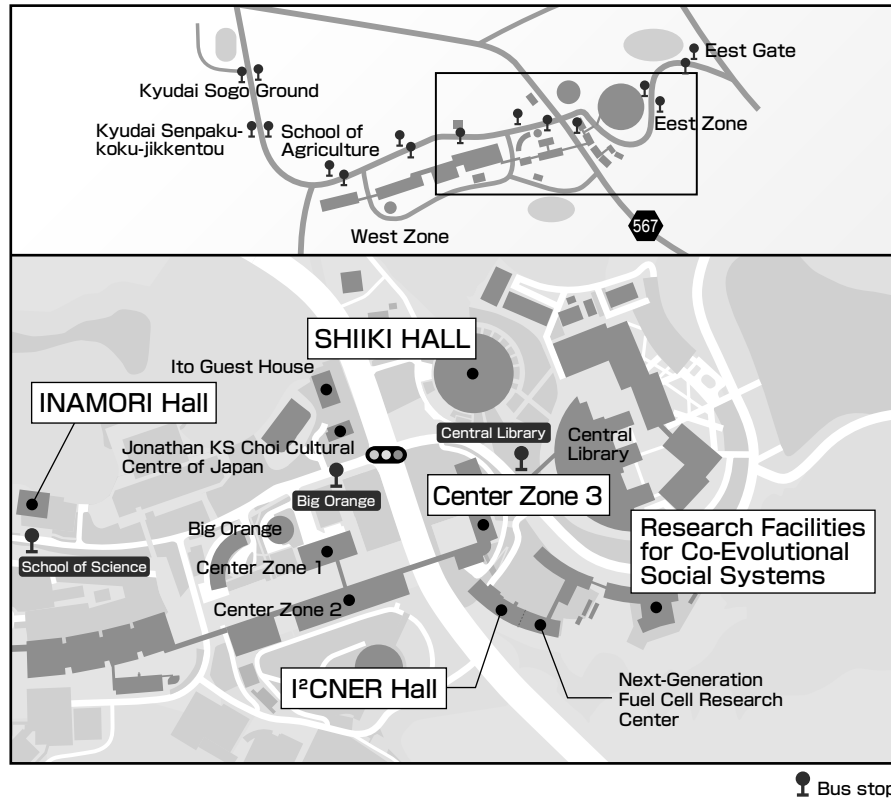 Eest Gate
Kyudai Sogo Ground
Eest Zone
Kyudai Senpaku-
koku-jikkentou
School of
Agriculture
West Zone
567
SHIIKI HALL
Ito Guest House
INAMORI Hall
Jonathan KS Choi Cultural
Centre of Japan
Central Library
Central
Library
Big Orange
Center Zone 3
Big Orange
Research Facilities
for Co-Evolutional
Social Systems
School of Science
Center Zone 1
Center Zone 2
I²CNER Hall
Next-Generation
Fuel Cell Research
Center
Bus stop